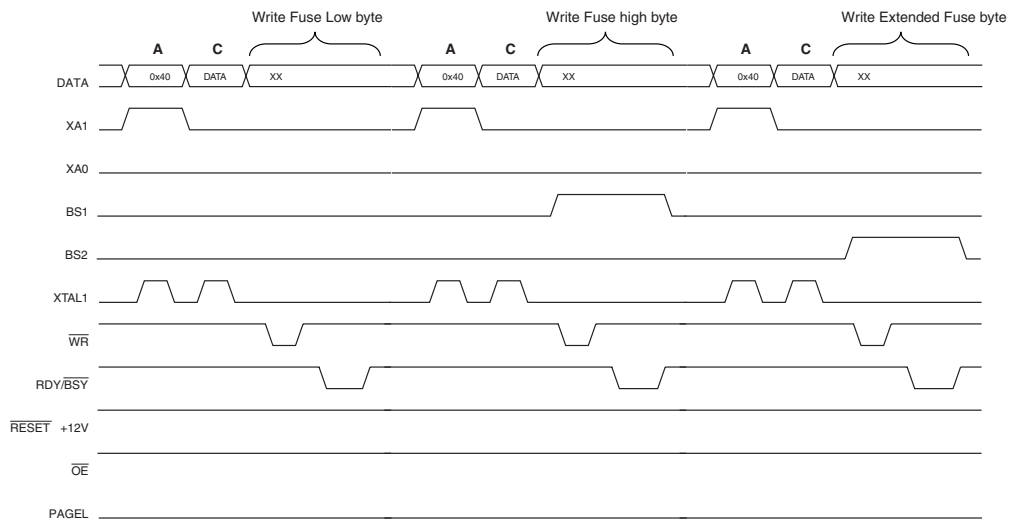 Write Fuse Low byte Write Fuse high byte Write Extended Fuse byte
A C A C A C
DATA 0x40 DATA XX 0x40 DATA XX 0x40 DATA XX
XA1
XA0
BS1
BS2
XTAL1
WR
RDY/BSY
RESET +12V
OE
PAGEL